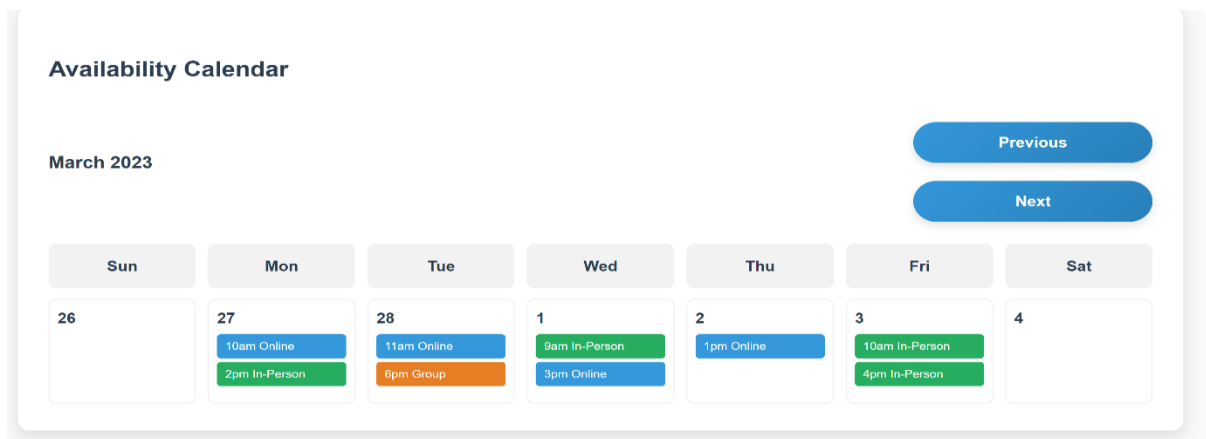 Availability Calendar
Previous
March 2023
Next
Sun Mon Tue Wed Thu Fri Sat
26 27 28 1 2 3 4
10am Online 11am Online 9am In-Person 1pm Online 10am In-Person
2pm In-Person 6pm Group 3pm Online 4pm In-Person